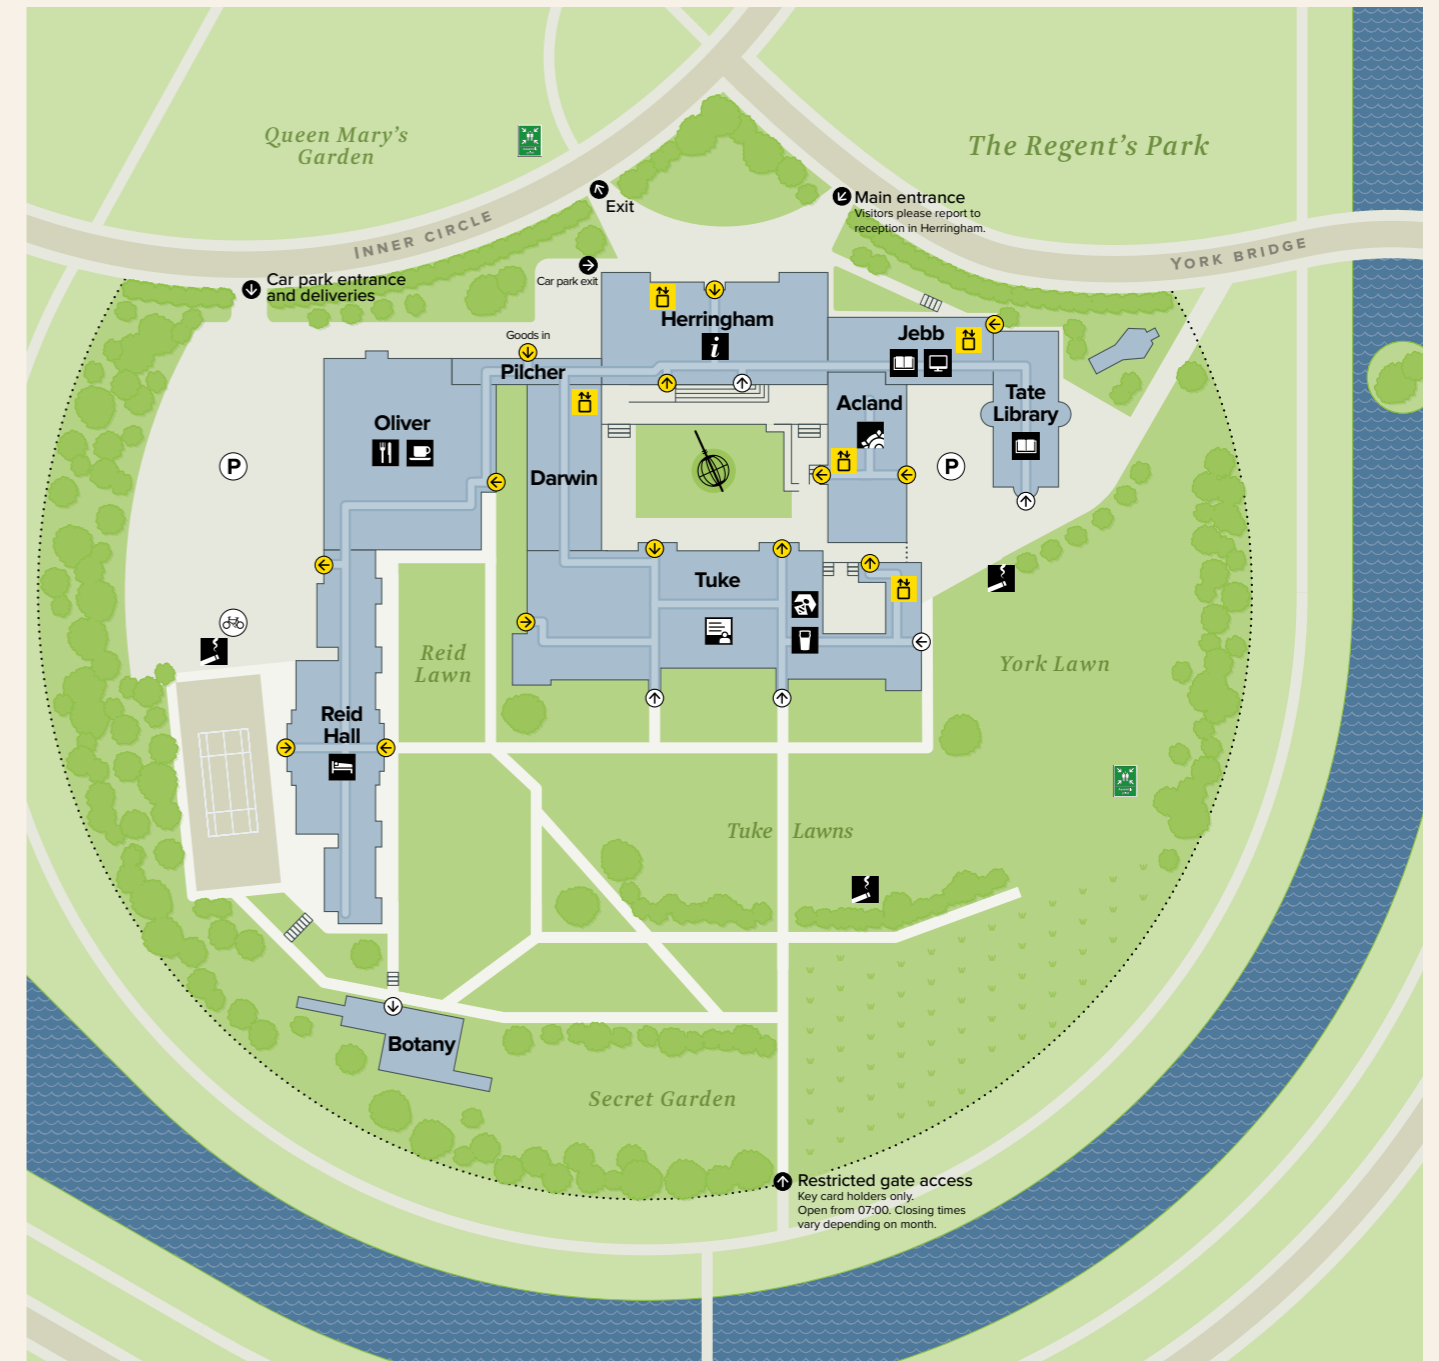 Queen Mary's
Garden
The Regent's Park
Main entrance
Visitors please report to
reception in Herringham.
Exit
INNER CIRCLE
YORK BRIDGE
Car park entrance
and deliveries
Car park exit
Herringham
i
Goods in
Pilcher
Jebb
Tate
Library
Acland
Oliver
P
P
Darwin
Tuke
Reid
Lawn
York Lawn
Reid
Hall
Tuke Lawns
Botany
Secret Garden
Restricted gate access
Key card holders only.
Open from 07:00. Closing times
vary depending on month.